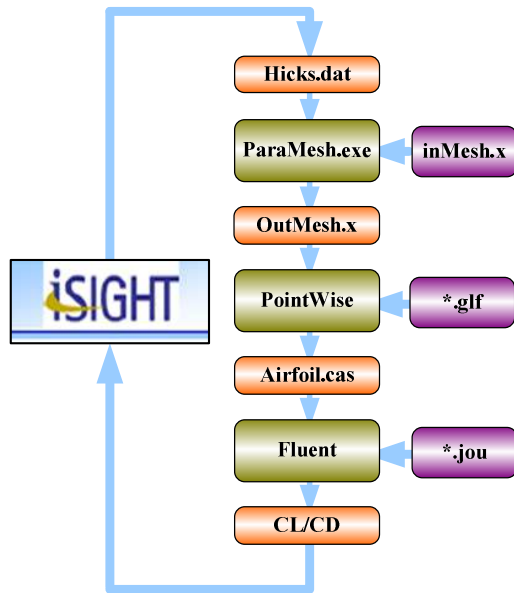 Hicks.dat
ParaMesh.exe
inMesh.x
OutMesh.x
iSIGHT
PointWise
*.glf
Airfoil.cas
Fluent
*.jou
CL/CD